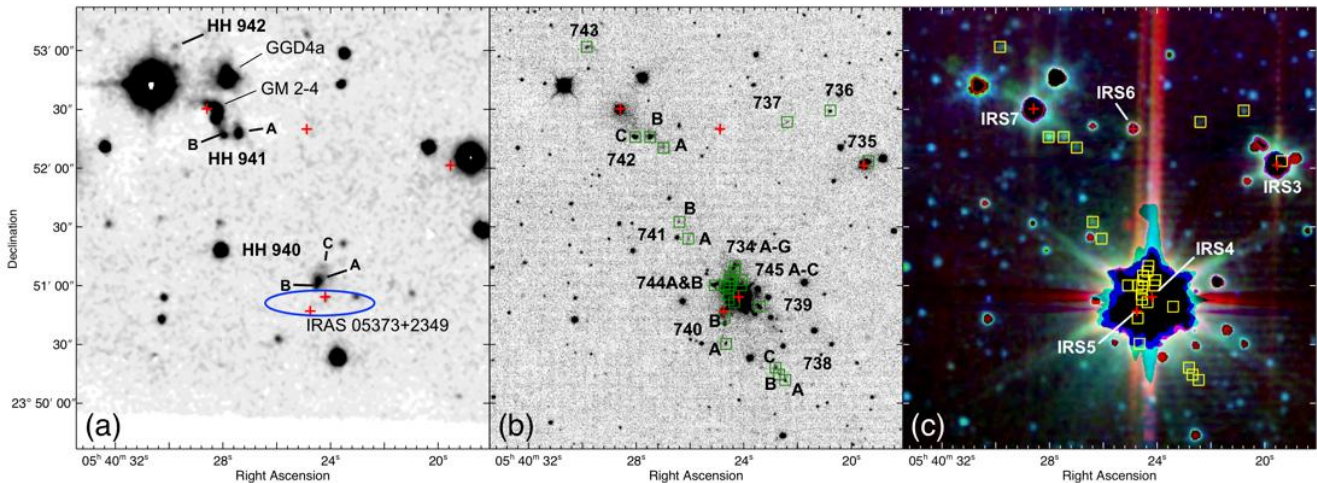 HH 942
GGD4a
GM 2-4
B
A
HH 941
HH 940
C
A
B
IRAS 05373+2349
(a)
53' 00"
30"
52' 00"
30"
51' 00"
30"
23° 50' 00"
Declination
05ʰ 40ᵐ 32ˢ
28ˢ
24ˢ
20ˢ
Right Ascension
743
737
736
B
C
742
A
735
B
741
A
734 A-G
744A&B
745 A-C
739
740
B
A
C
738
B
A
(b)
05ʰ 40ᵐ 32ˢ
28ˢ
24ˢ
20ˢ
Right Ascension
IRS6
IRS7
IRS3
IRS4
IRS5
(c)
05ʰ 40ᵐ 32ˢ
28ˢ
24ˢ
20ˢ
Right Ascension